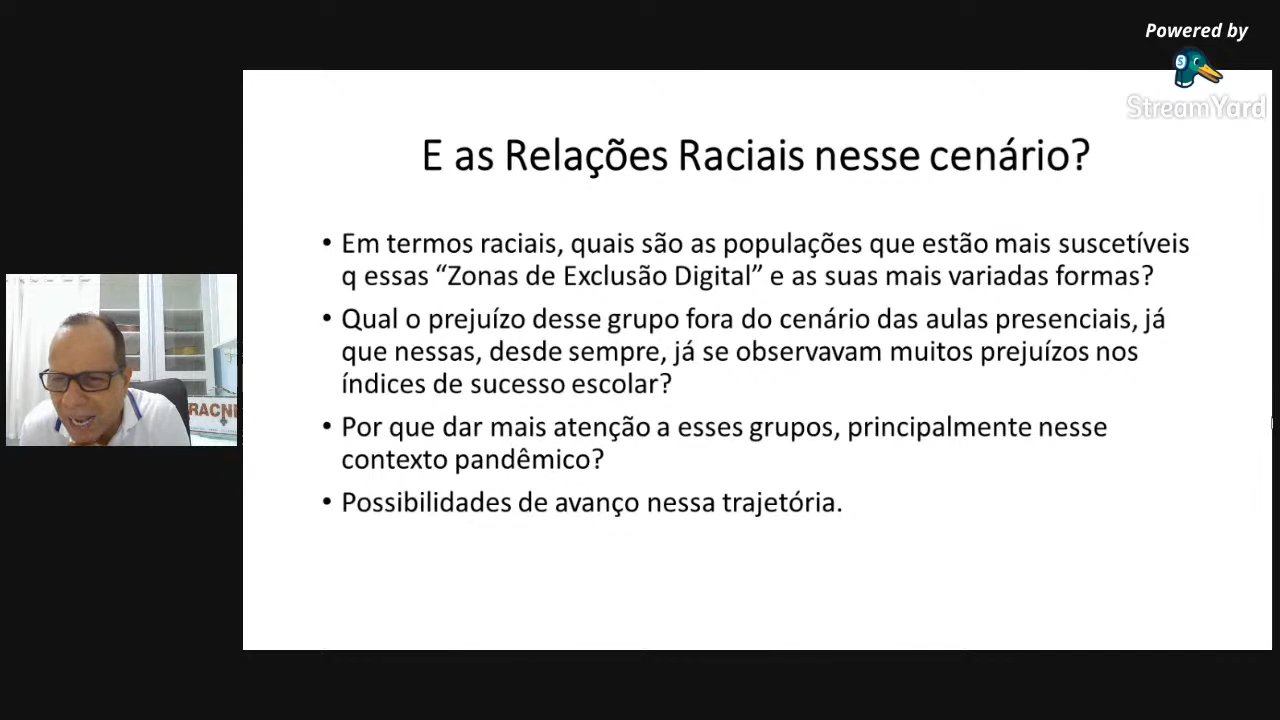 Powered by
StreamYard
E as Relações Raciais nesse cenário?
• Em termos raciais, quais são as populações que estão mais suscetíveis
q essas “Zonas de Exclusão Digital” e as suas mais variadas formas?
• Qual o prejuízo desse grupo fora do cenário das aulas presenciais, já
que nessas, desde sempre, já se observavam muitos prejuízos nos
índices de sucesso escolar?
• Por que dar mais atenção a esses grupos, principalmente nesse
contexto pandêmico?
• Possibilidades de avanço nessa trajetória.